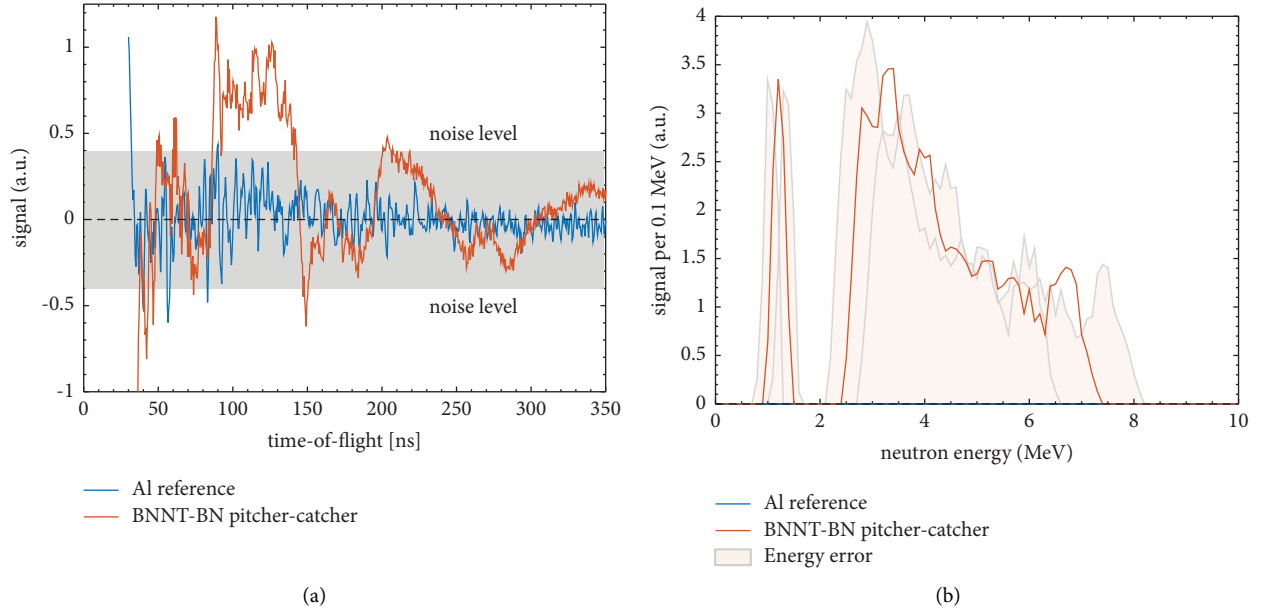 1
0.5
0
-0.5
-1
signal (a.u.)
noise level
noise level
0
50
100
150
200
250
300
350
time-of-flight [ns]
Al reference
BNNT-BN pitcher-catcher
(a)
4
3.5
3
2.5
2
1.5
1
0.5
0
signal per 0.1 MeV (a.u.)
0
2
4
6
8
10
neutron energy (MeV)
Al reference
BNNT-BN pitcher-catcher
Energy error
(b)